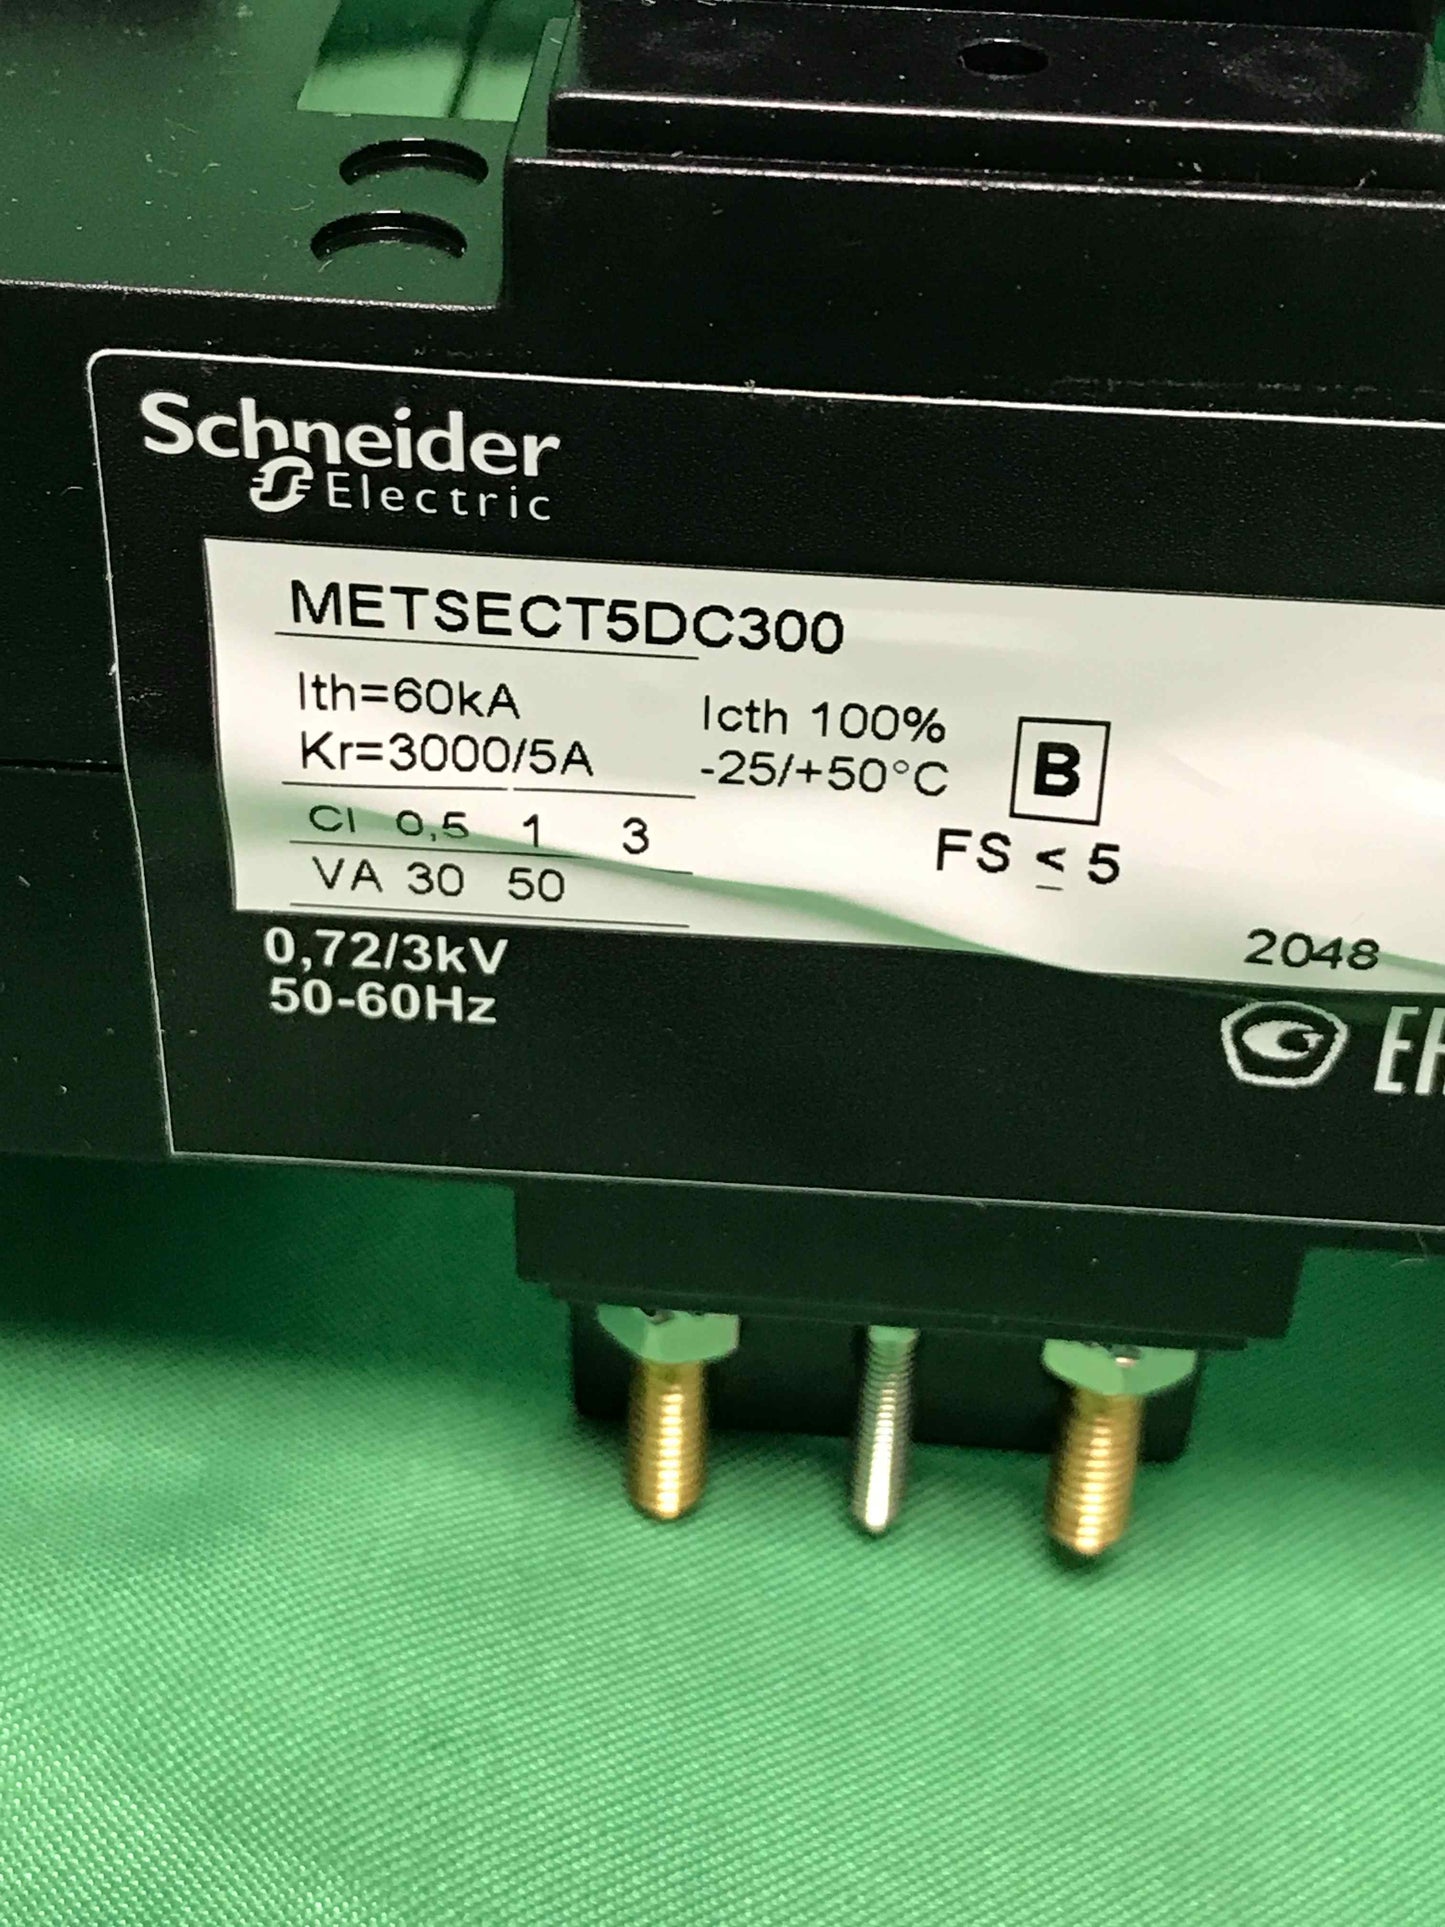 Schneider
Electric
METSECT5DC300
Ith=60kA
Icth 100%
Kr=3000/5A
-25/+50°C
B
Cl 0,5 1 3
FS ≤ 5
VA 30 50
2048
0,72/3kV
50-60Hz